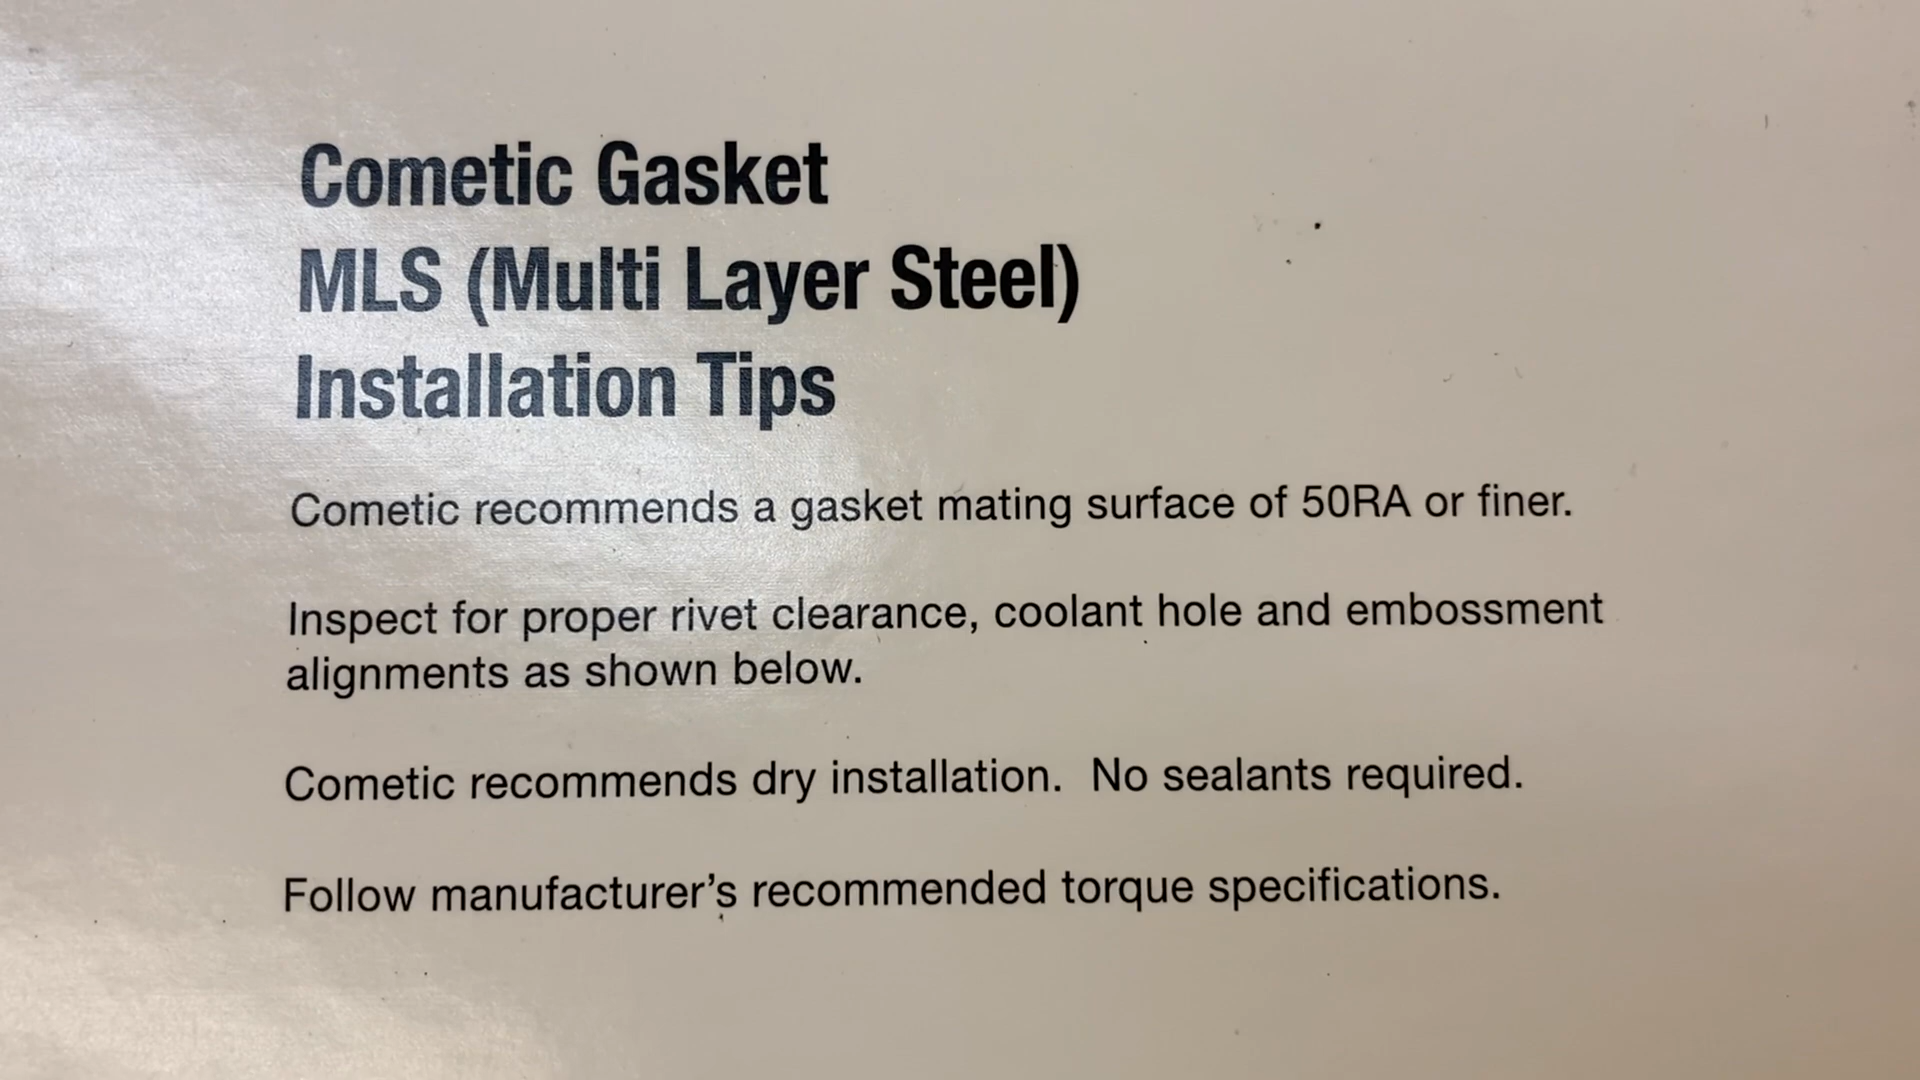 Cometic Gasket
MLS (Multi Layer Steel)
Installation Tips
Cometic recommends a gasket mating surface of 50RA or finer.
Inspect for proper rivet clearance, coolant hole and embossment
alignments as shown below.
Cometic recommends dry installation.  No sealants required.
Follow manufacturer’s recommended torque specifications.